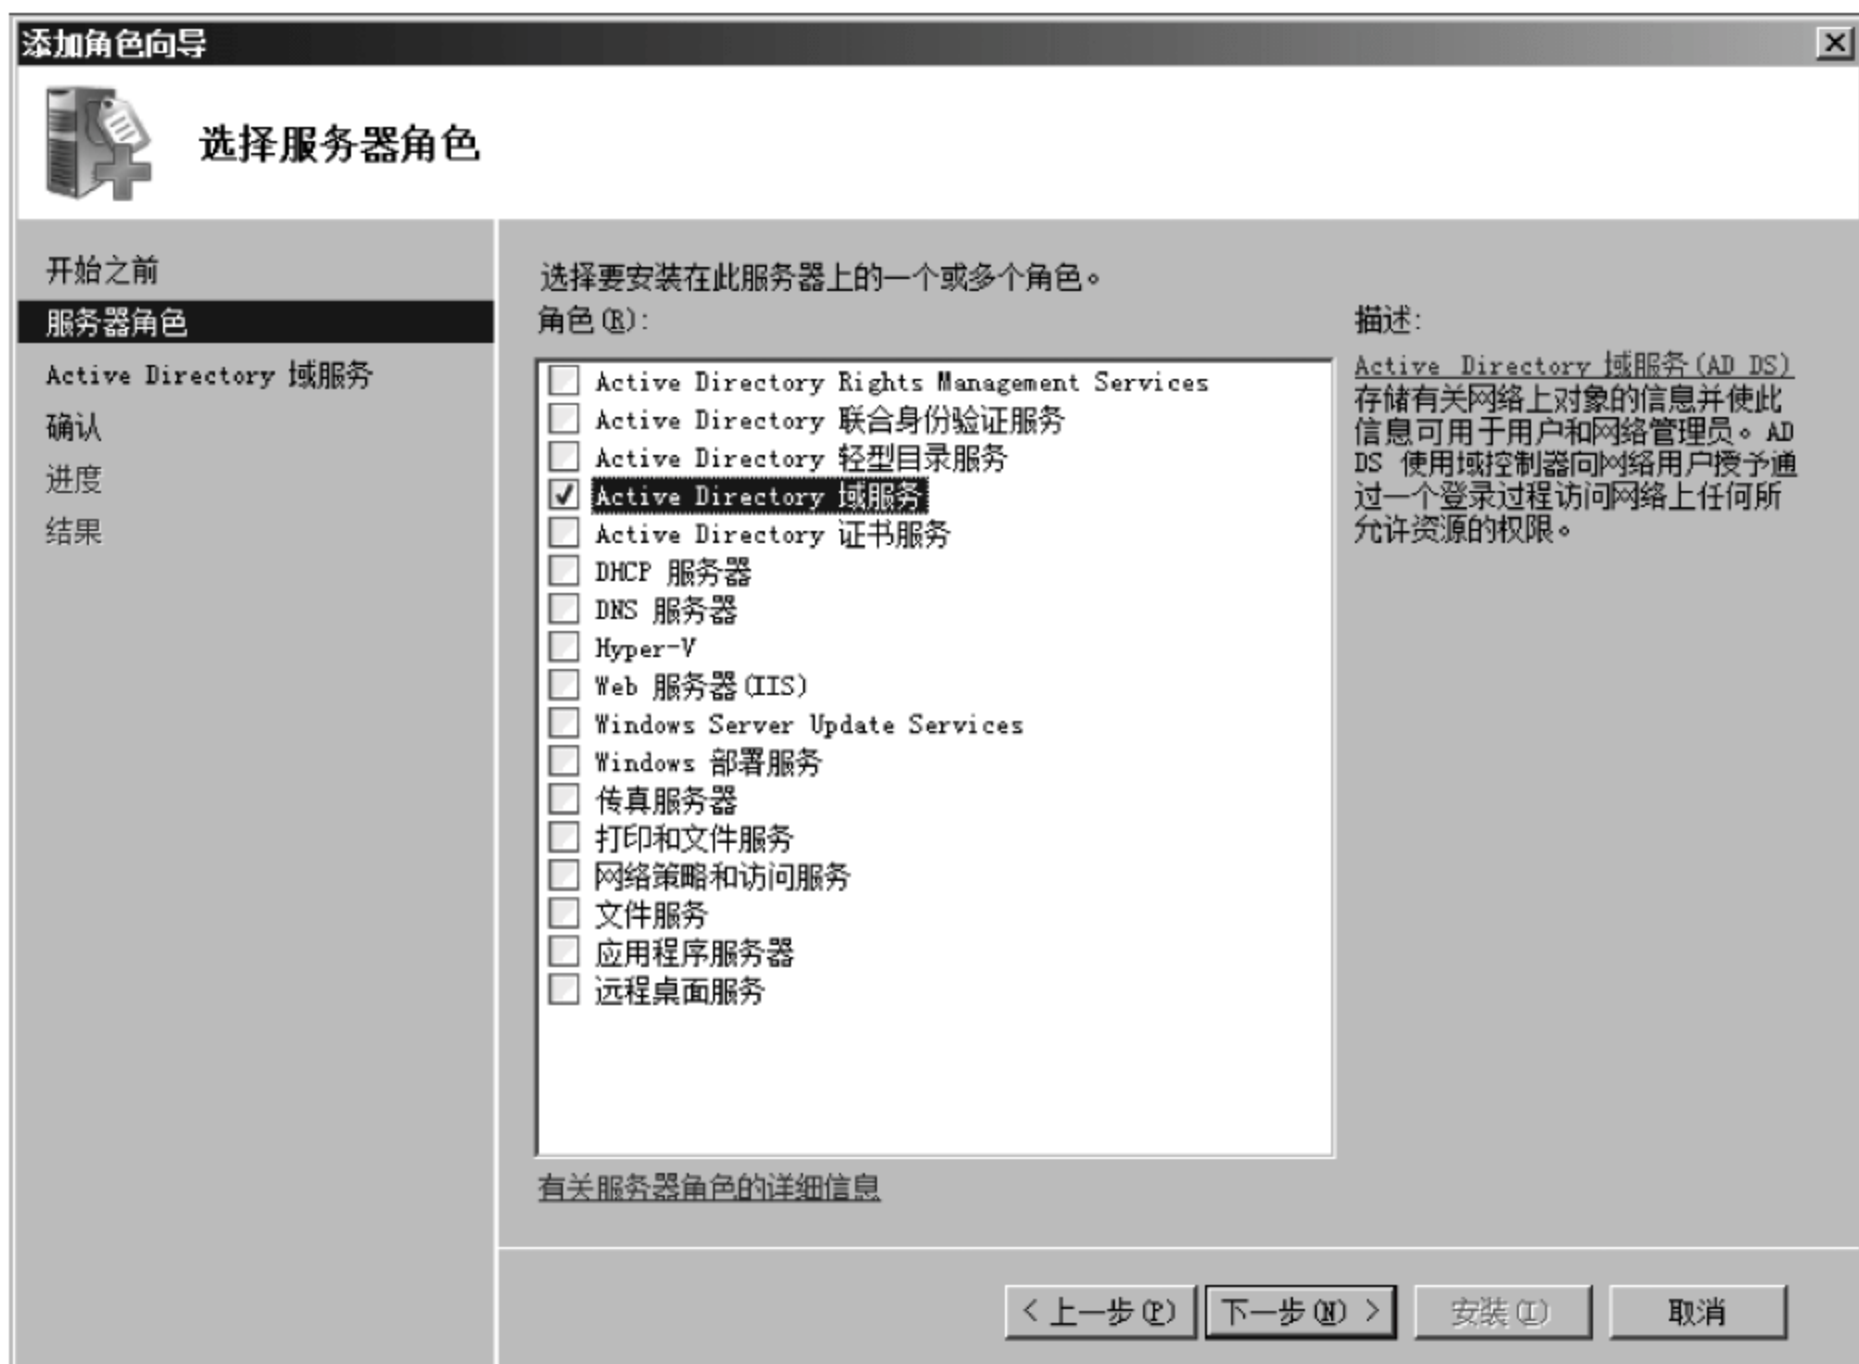 添加角色向导
选择服务器角色
开始之前
服务器角色
Active Directory 域服务
确认
进度
结果
选择要安装在此服务器上的一个或多个角色。
角色(R):
Active Directory Rights Management Services
Active Directory 联合身份验证服务
Active Directory 轻型目录服务
Active Directory 域服务
Active Directory 证书服务
DHCP 服务器
DNS 服务器
Hyper-V
Web 服务器(IIS)
Windows Server Update Services
Windows 部署服务
传真服务器
打印和文件服务
网络策略和访问服务
文件服务
应用程序服务器
远程桌面服务
有关服务器角色的详细信息
描述:
Active Directory 域服务(AD DS)
存储有关网络上对象的信息并使此
信息可用于用户和网络管理员。AD
DS 使用域控制器向网络用户授予通
过一个登录过程访问网络上任何所
允许资源的权限。
< 上一步(P)
下一步(N) >
安装(I)
取消